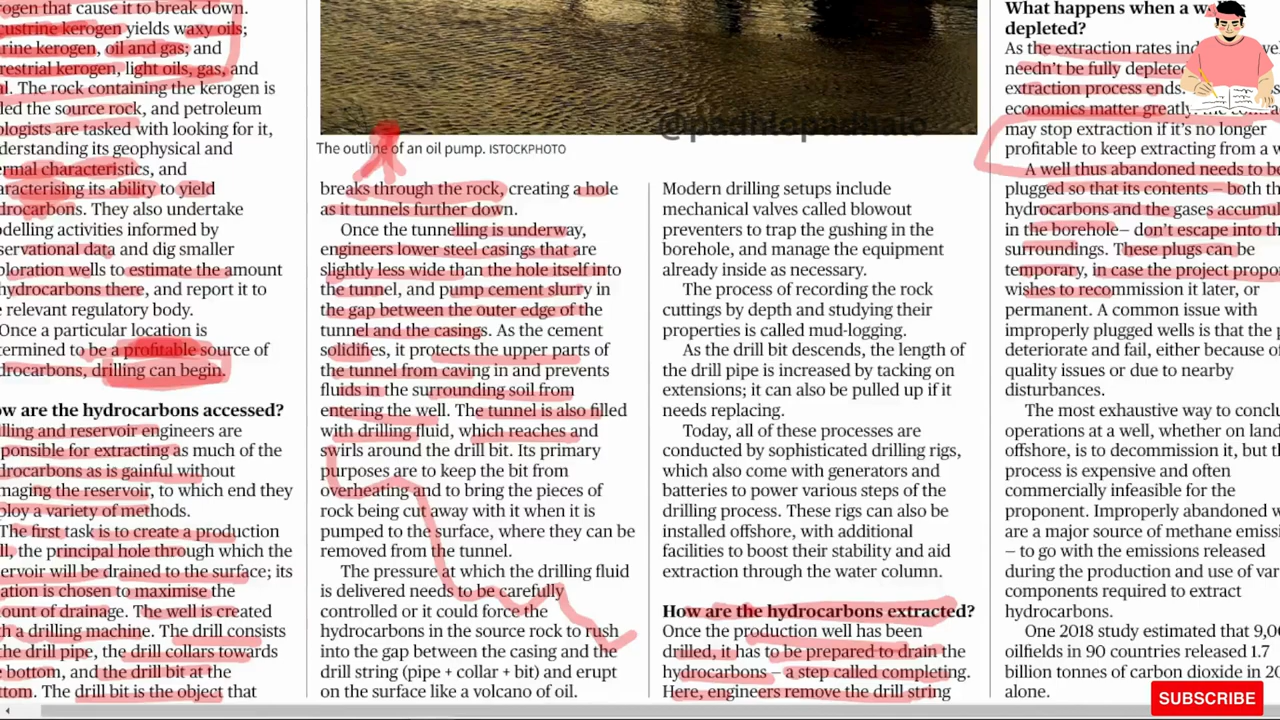 rogen that cause it to break down.
custrine kerogen yields waxy oils;
rine kerogen, oil and gas; and
restrial kerogen, light oils, gas, and
al. The rock containing the kerogen is
led the source rock, and petroleum
ologists are tasked with looking for it,
derstanding its geophysical and
ermal characteristics, and
aracterising its ability to yield
drocarbons. They also undertake
odelling activities informed by
servational data and dig smaller
ploration wells to estimate the amount
hydrocarbons there, and report it to
e relevant regulatory body.
Once a particular location is
termined to be a profitable source of
drocarbons, drilling can begin.
ow are the hydrocarbons accessed?
illing and reservoir engineers are
ponsible for extracting as much of the
drocarbons as is gainful without
maging the reservoir, to which end they
ploy a variety of methods.
The first task is to create a production
ll, the principal hole through which the
ervoir will be drained to the surface; its
ation is chosen to maximise the
ount of drainage. The well is created
h a drilling machine. The drill consists
the drill pipe, the drill collars towards
e bottom, and the drill bit at the
ttom. The drill bit is the object that
The outline of an oil pump. ISTOCKPHOTO
breaks through the rock, creating a hole
as it tunnels further down.
Once the tunnelling is underway,
engineers lower steel casings that are
slightly less wide than the hole itself into
the tunnel, and pump cement slurry in
the gap between the outer edge of the
tunnel and the casings. As the cement
solidifies, it protects the upper parts of
the tunnel from caving in and prevents
fluids in the surrounding soil from
entering the well. The tunnel is also filled
with drilling fluid, which reaches and
swirls around the drill bit. Its primary
purposes are to keep the bit from
overheating and to bring the pieces of
rock being cut away with it when it is
pumped to the surface, where they can be
removed from the tunnel.
The pressure at which the drilling fluid
is delivered needs to be carefully
controlled or it could force the
hydrocarbons in the source rock to rush
into the gap between the casing and the
drill string (pipe + collar + bit) and erupt
on the surface like a volcano of oil.
Modern drilling setups include
mechanical valves called blowout
preventers to trap the gushing in the
borehole, and manage the equipment
already inside as necessary.
The process of recording the rock
cuttings by depth and studying their
properties is called mud-logging.
As the drill bit descends, the length of
the drill pipe is increased by tacking on
extensions; it can also be pulled up if it
needs replacing.
Today, all of these processes are
conducted by sophisticated drilling rigs,
which also come with generators and
batteries to power various steps of the
drilling process. These rigs can also be
installed offshore, with additional
facilities to boost their stability and aid
extraction through the water column.
How are the hydrocarbons extracted?
Once the production well has been
drilled, it has to be prepared to drain the
hydrocarbons – a step called completing.
Here, engineers remove the drill string
What happens when a w
depleted?
As the extraction rates
needn't be fully deplete
extraction process ends.
economics matter greatly.
may stop extraction if it's no longer
profitable to keep extracting from a w
A well thus abandoned needs to be
plugged so that its contents – both th
hydrocarbons and the gases accumul
in the borehole– don't escape into th
surroundings. These plugs can be
temporary, in case the project propo
wishes to recommission it later, or
permanent. A common issue with
improperly plugged wells is that the p
deteriorate and fail, either because o
quality issues or due to nearby
disturbances.
The most exhaustive way to conclu
operations at a well, whether on land
offshore, is to decommission it, but th
process is expensive and often
commercially infeasible for the
proponent. Improperly abandoned w
are a major source of methane emissi
– to go with the emissions released
during the production and use of var
components required to extract
hydrocarbons.
One 2018 study estimated that 9,00
oilfields in 90 countries released 1.7
billion tonnes of carbon dioxide in 20
alone.
SUBSCRIBE